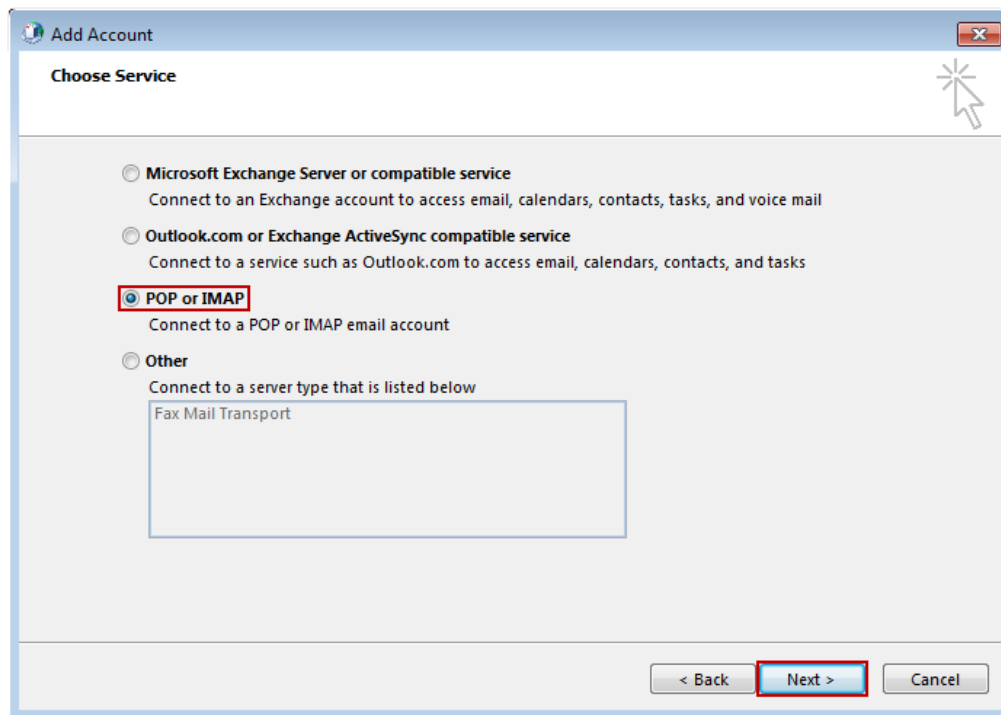 Add Account
Choose Service
Microsoft Exchange Server or compatible service
Connect to an Exchange account to access email, calendars, contacts, tasks, and voice mail
Outlook.com or Exchange ActiveSync compatible service
Connect to a service such as Outlook.com to access email, calendars, contacts, and tasks
POP or IMAP
Connect to a POP or IMAP email account
Other
Connect to a server type that is listed below
Fax Mail Transport
< Back Next > Cancel